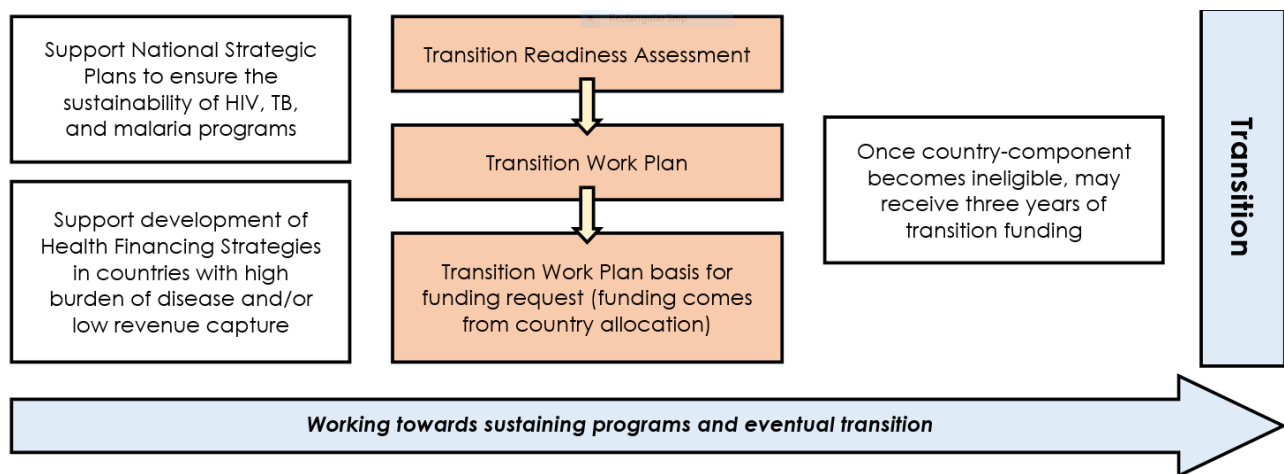 Rectangular Snip
Support National Strategic
Plans to ensure the
sustainability of HIV, TB,
and malaria programs
Support development of
Health Financing Strategies
in countries with high
burden of disease and/or
low revenue capture
Transition Readiness Assessment
Transition Work Plan
Transition Work Plan basis for
funding request (funding comes
from country allocation)
Once country-component
becomes ineligible, may
receive three years of
transition funding
Transition
Working towards sustaining programs and eventual transition